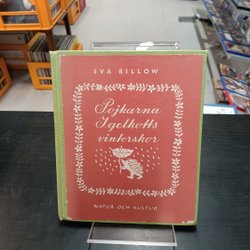 EVA BILLOW
Pojkarna
Igelkotts
vinterskor
NATUR OCH KULTUR